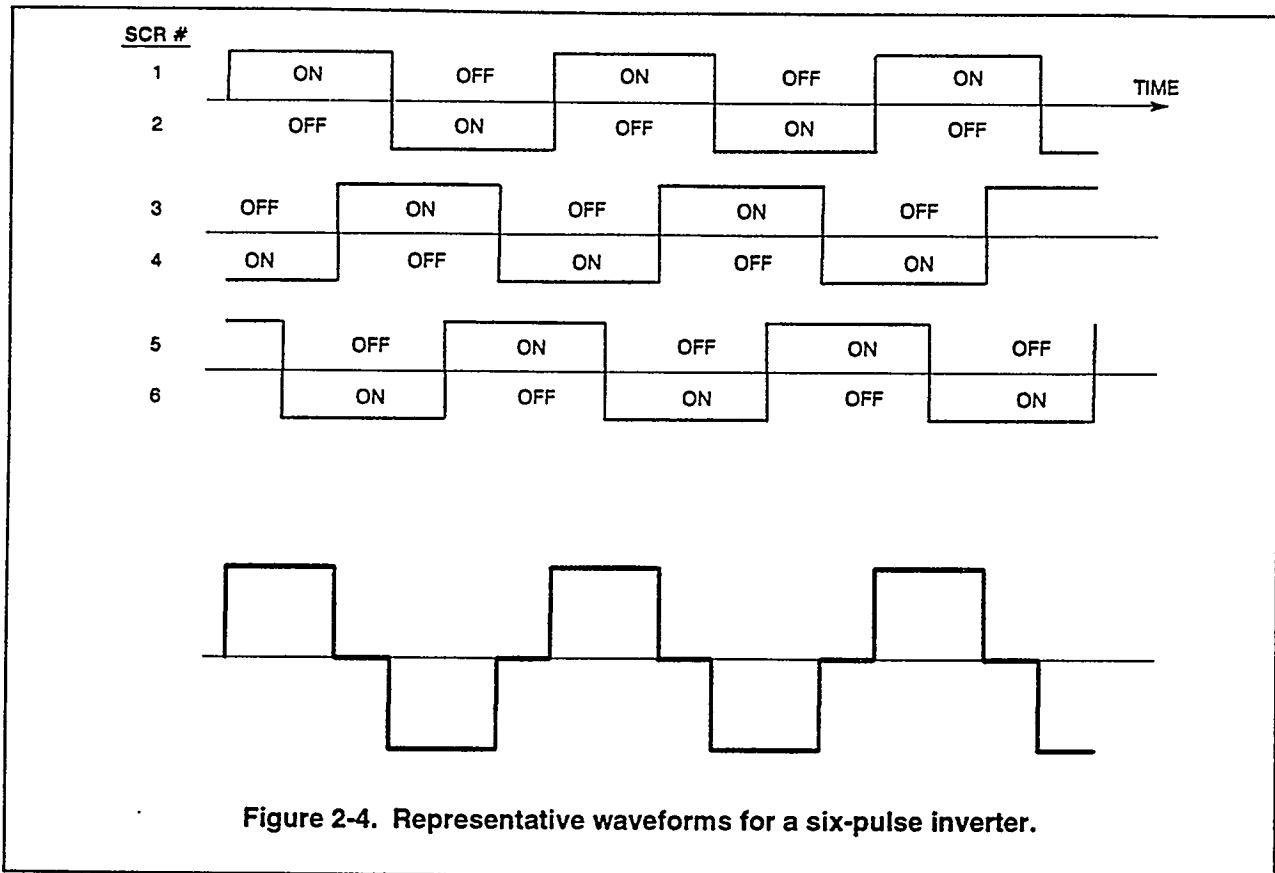 SCR #
1 ON OFF ON OFF ON
TIME
2 OFF ON OFF ON OFF
3 OFF ON OFF ON OFF
4 ON OFF ON OFF ON
5 OFF ON OFF ON OFF
6 ON OFF ON OFF ON
Figure 2-4. Representative waveforms for a six-pulse inverter.